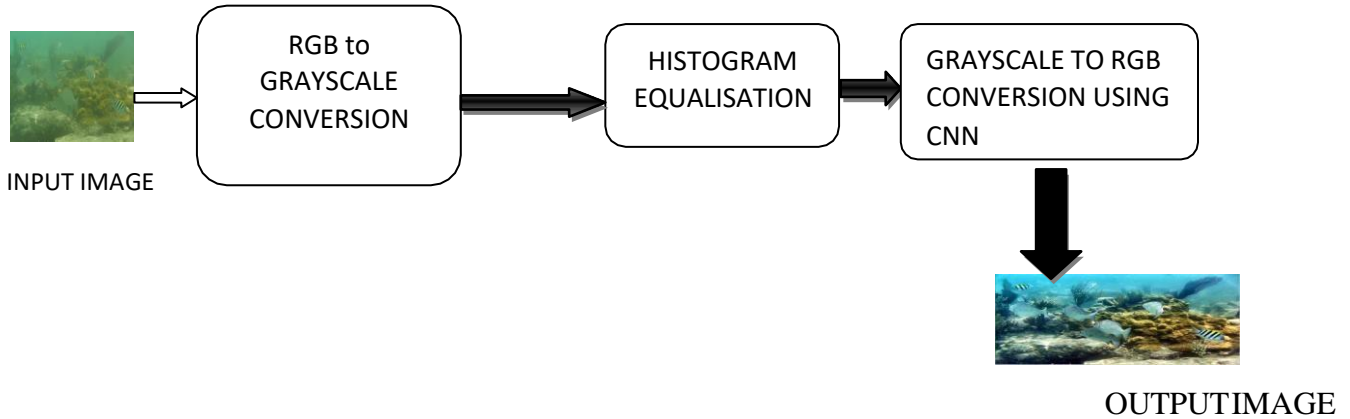 INPUT IMAGE
RGB to
GRAYSCALE
CONVERSION
HISTOGRAM
EQUALISATION
GRAYSCALE TO RGB
CONVERSION USING
CNN
OUTPUTIMAGE